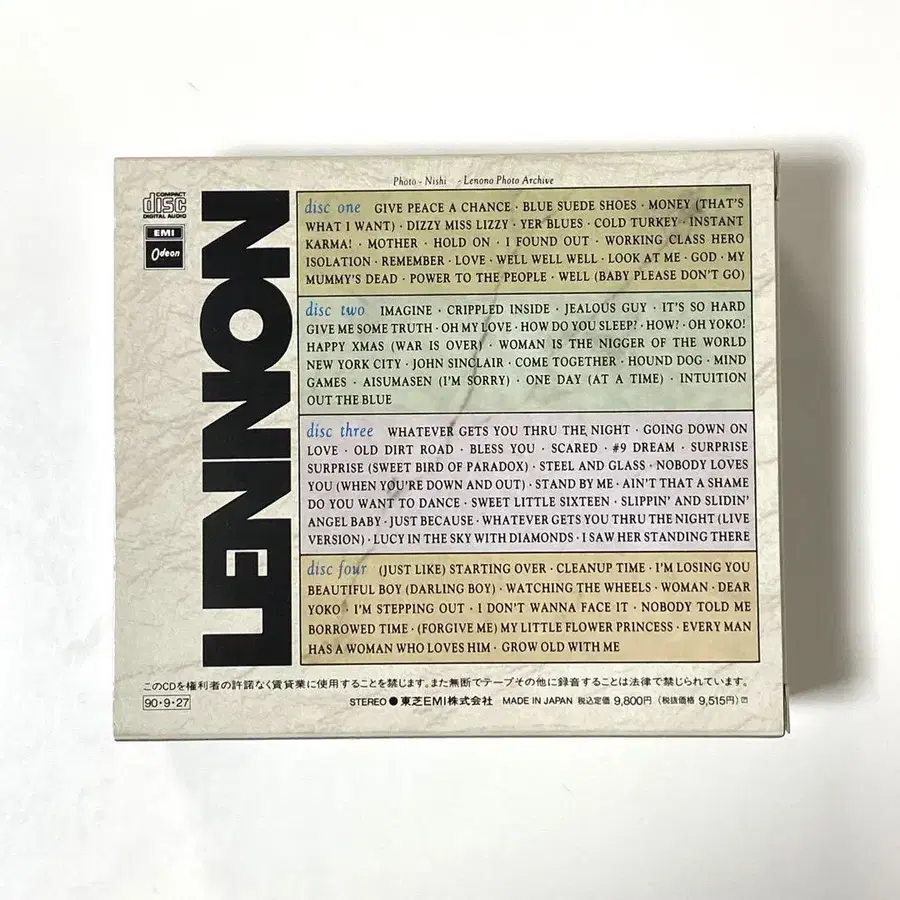 Photo - Nishi - Lenono Photo Archive
COMPACT
disc
DIGITAL AUDIO
EMI
Odeon
LENNON
disc one GIVE PEACE A CHANCE · BLUE SUEDE SHOES · MONEY (THAT'S
WHAT I WANT) · DIZZY MISS LIZZY · YER BLUES · COLD TURKEY · INSTANT
KARMA! · MOTHER · HOLD ON · I FOUND OUT · WORKING CLASS HERO
ISOLATION · REMEMBER · LOVE · WELL WELL WELL · LOOK AT ME · GOD · MY
MUMMY'S DEAD · POWER TO THE PEOPLE · WELL (BABY PLEASE DON'T GO)
disc two IMAGINE · CRIPPLED INSIDE · JEALOUS GUY · IT'S SO HARD
GIVE ME SOME TRUTH · OH MY LOVE · HOW DO YOU SLEEP? · HOW? · OH YOKO!
HAPPY XMAS (WAR IS OVER) · WOMAN IS THE NIGGER OF THE WORLD
NEW YORK CITY · JOHN SINCLAIR · COME TOGETHER · HOUND DOG · MIND
GAMES · AISUMASEN (I'M SORRY) · ONE DAY (AT A TIME) · INTUITION
OUT THE BLUE
disc three WHATEVER GETS YOU THRU THE NIGHT · GOING DOWN ON
LOVE · OLD DIRT ROAD · BLESS YOU · SCARED · #9 DREAM · SURPRISE
SURPRISE (SWEET BIRD OF PARADOX) · STEEL AND GLASS · NOBODY LOVES
YOU (WHEN YOU'RE DOWN AND OUT) · STAND BY ME · AIN'T THAT A SHAME
DO YOU WANT TO DANCE · SWEET LITTLE SIXTEEN · SLIPPIN' AND SLIDIN'
ANGEL BABY · JUST BECAUSE · WHATEVER GETS YOU THRU THE NIGHT (LIVE
VERSION) · LUCY IN THE SKY WITH DIAMONDS · I SAW HER STANDING THERE
disc four (JUST LIKE) STARTING OVER · CLEANUP TIME · I'M LOSING YOU
BEAUTIFUL BOY (DARLING BOY) · WATCHING THE WHEELS · WOMAN · DEAR
YOKO · I'M STEPPING OUT · I DON'T WANNA FACE IT · NOBODY TOLD ME
BORROWED TIME · (FORGIVE ME) MY LITTLE FLOWER PRINCESS · EVERY MAN
HAS A WOMAN WHO LOVES HIM · GROW OLD WITH ME
このCDを権利者の許諾なく賃貸業に使用することを禁じます。また無断でテープその他に録音することは法律で禁じられています。
90・9・27
STEREO ● 東芝EMI株式会社 MADE IN JAPAN 税込定価 9,800円 (税抜価格 9,515円)